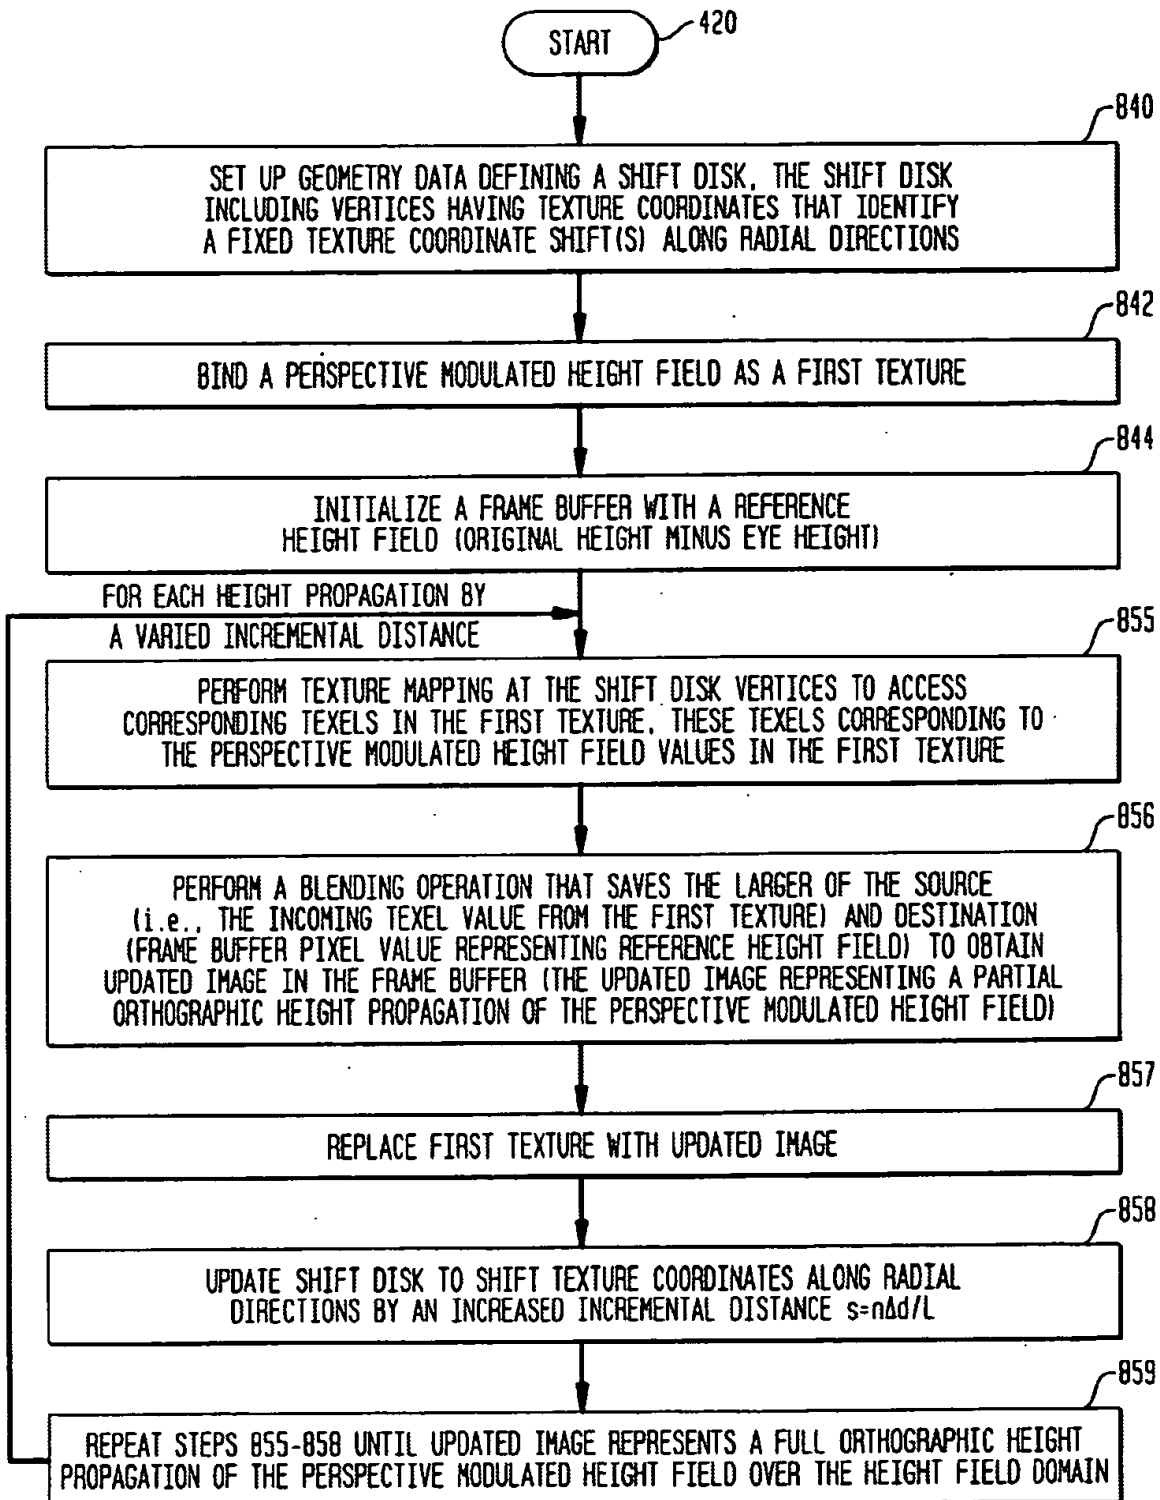 START
420
840
SET UP GEOMETRY DATA DEFINING A SHIFT DISK, THE SHIFT DISK
INCLUDING VERTICES HAVING TEXTURE COORDINATES THAT IDENTIFY
A FIXED TEXTURE COORDINATE SHIFT(S) ALONG RADIAL DIRECTIONS
842
BIND A PERSPECTIVE MODULATED HEIGHT FIELD AS A FIRST TEXTURE
844
INITIALIZE A FRAME BUFFER WITH A REFERENCE
HEIGHT FIELD (ORIGINAL HEIGHT MINUS EYE HEIGHT)
FOR EACH HEIGHT PROPAGATION BY
A VARIED INCREMENTAL DISTANCE
855
PERFORM TEXTURE MAPPING AT THE SHIFT DISK VERTICES TO ACCESS
CORRESPONDING TEXELS IN THE FIRST TEXTURE, THESE TEXELS CORRESPONDING TO
THE PERSPECTIVE MODULATED HEIGHT FIELD VALUES IN THE FIRST TEXTURE
856
PERFORM A BLENDING OPERATION THAT SAVES THE LARGER OF THE SOURCE
(i.e., THE INCOMING TEXEL VALUE FROM THE FIRST TEXTURE) AND DESTINATION
(FRAME BUFFER PIXEL VALUE REPRESENTING REFERENCE HEIGHT FIELD) TO OBTAIN
UPDATED IMAGE IN THE FRAME BUFFER (THE UPDATED IMAGE REPRESENTING A PARTIAL
ORTHOGRAPHIC HEIGHT PROPAGATION OF THE PERSPECTIVE MODULATED HEIGHT FIELD)
857
REPLACE FIRST TEXTURE WITH UPDATED IMAGE
858
UPDATE SHIFT DISK TO SHIFT TEXTURE COORDINATES ALONG RADIAL
DIRECTIONS BY AN INCREASED INCREMENTAL DISTANCE s=nΔd/L
859
REPEAT STEPS 855-858 UNTIL UPDATED IMAGE REPRESENTS A FULL ORTHOGRAPHIC HEIGHT
PROPAGATION OF THE PERSPECTIVE MODULATED HEIGHT FIELD OVER THE HEIGHT FIELD DOMAIN